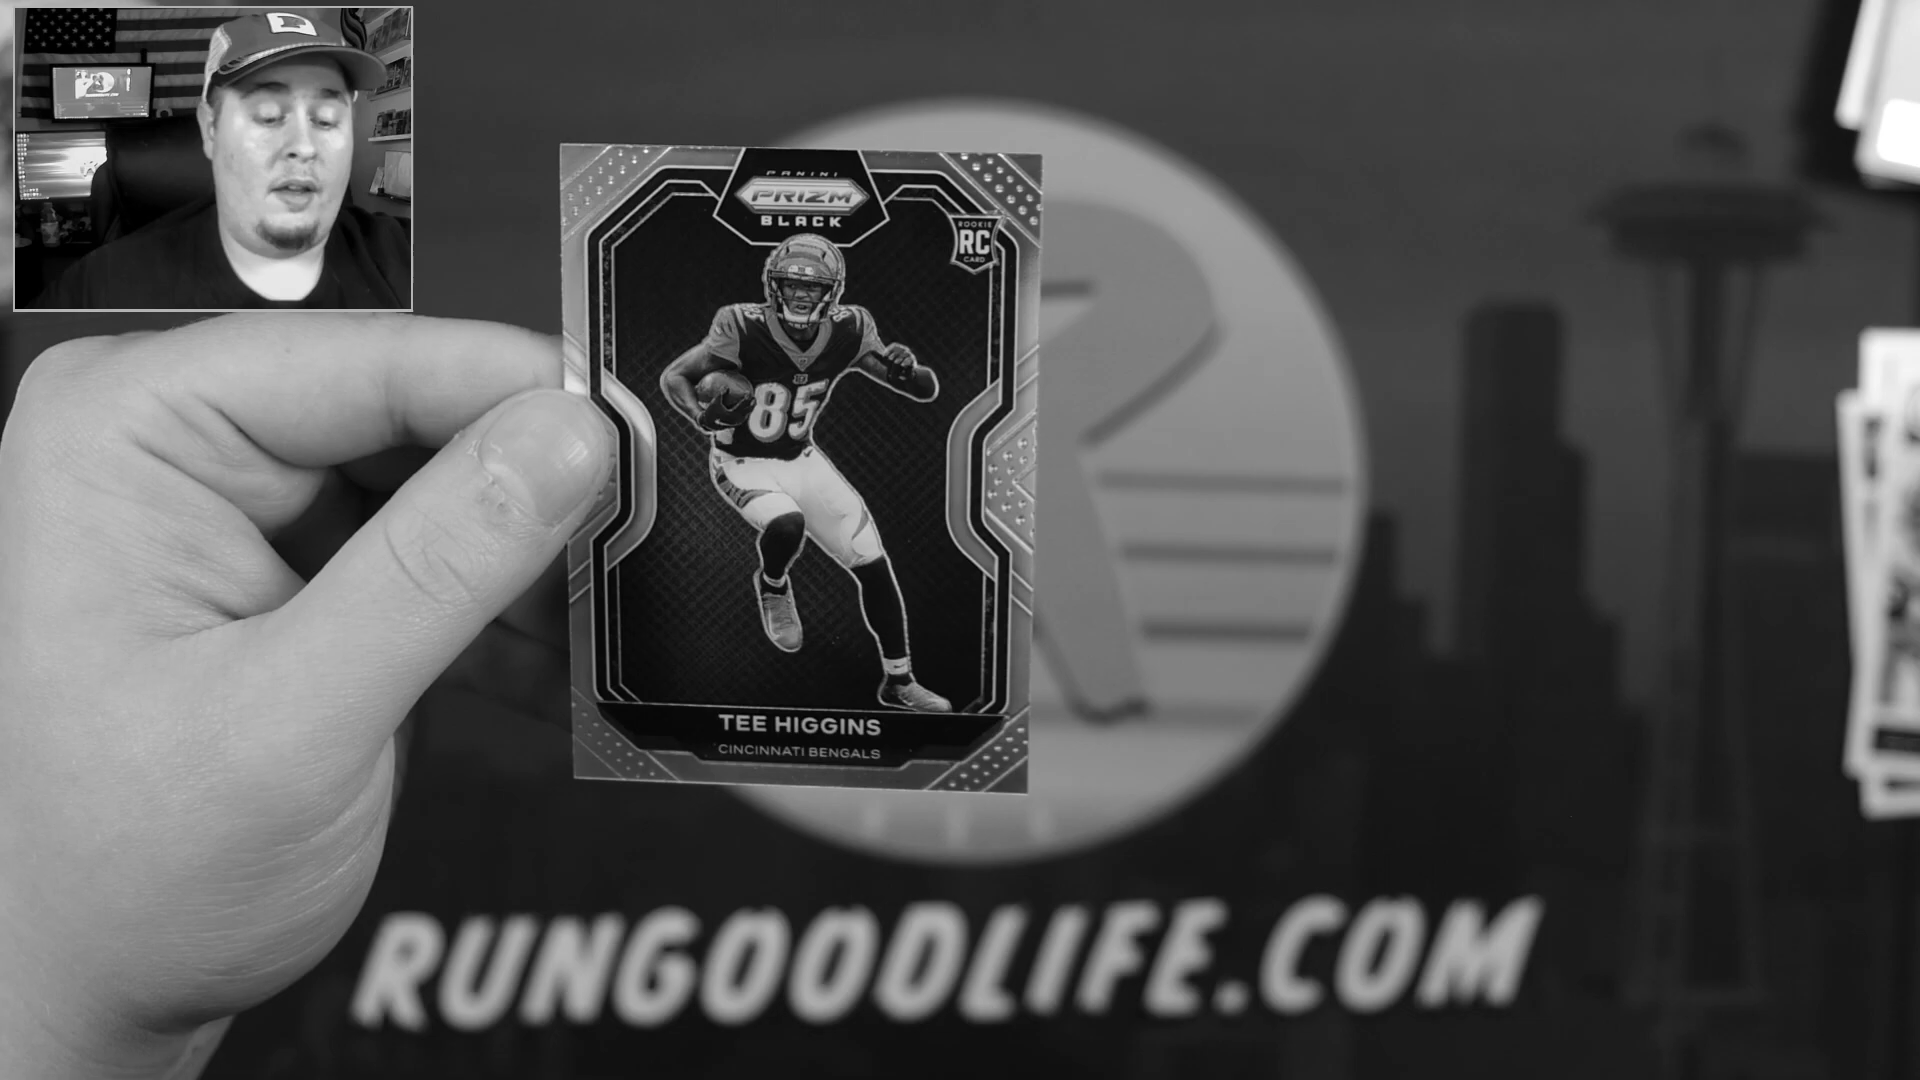 PANINI
PRIZM
BLACK
ROOKIE
RC
CARD
85
TEE HIGGINS
CINCINNATI BENGALS
RUNGOODLIFE.COM